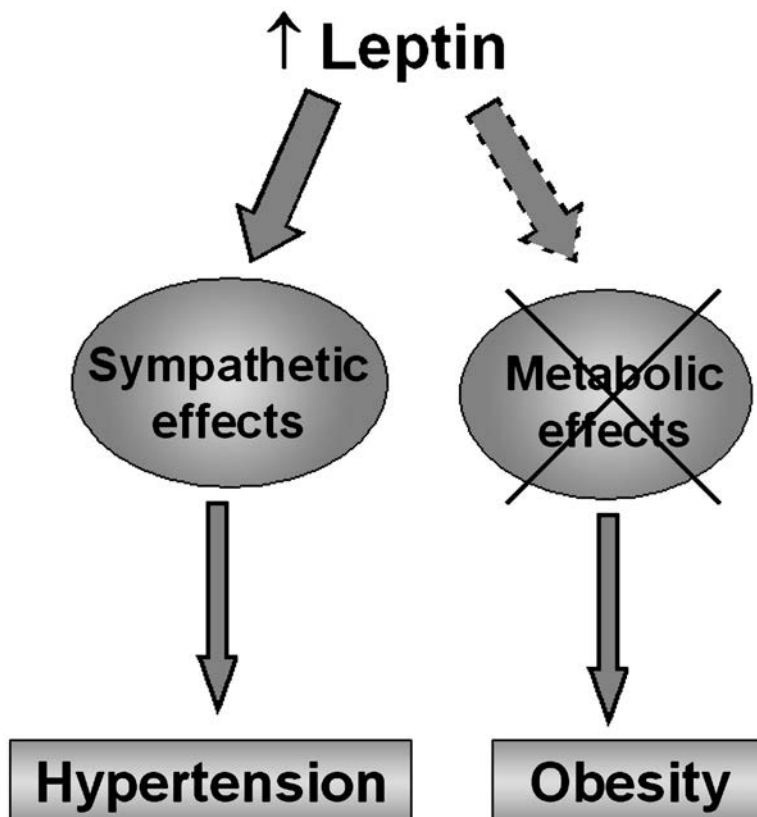 ↑ Leptin
Sympathetic
effects
Metabolic
effects
Hypertension
Obesity